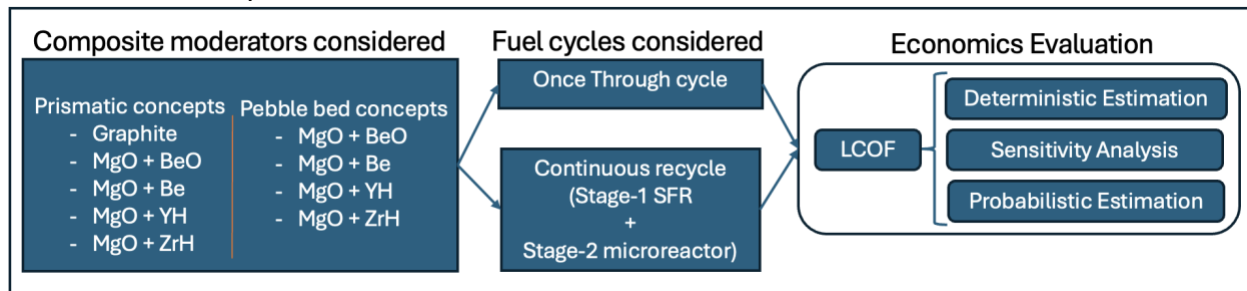 Composite moderators considered
Prismatic concepts
- Graphite
- MgO + BeO
- MgO + Be
- MgO + YH
- MgO + ZrH
Pebble bed concepts
- MgO + BeO
- MgO + Be
- MgO + YH
- MgO + ZrH
Fuel cycles considered
Once Through cycle
Continuous recycle
(Stage-1 SFR
+
Stage-2 microreactor)
Economics Evaluation
LCOF
Deterministic Estimation
Sensitivity Analysis
Probabilistic Estimation